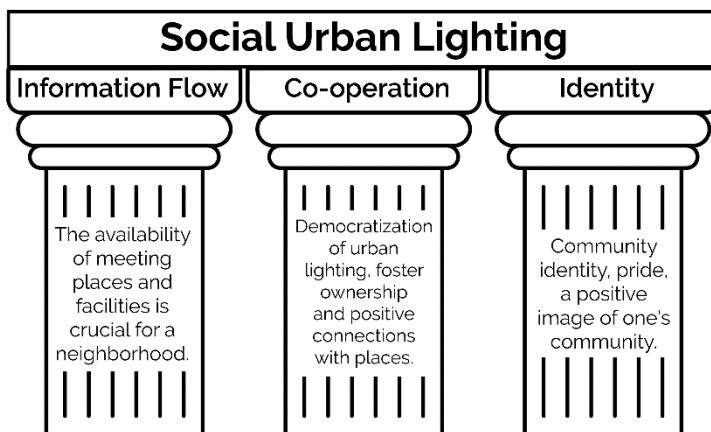 Social Urban Lighting
Information Flow
Co-operation
Identity
The availability
of meeting
places and
facilities is
crucial for a
neighborhood.
Democratization
of urban
lighting, foster
ownership
and positive
connections
with places.
Community
identity, pride,
a positive
image of one's
community.